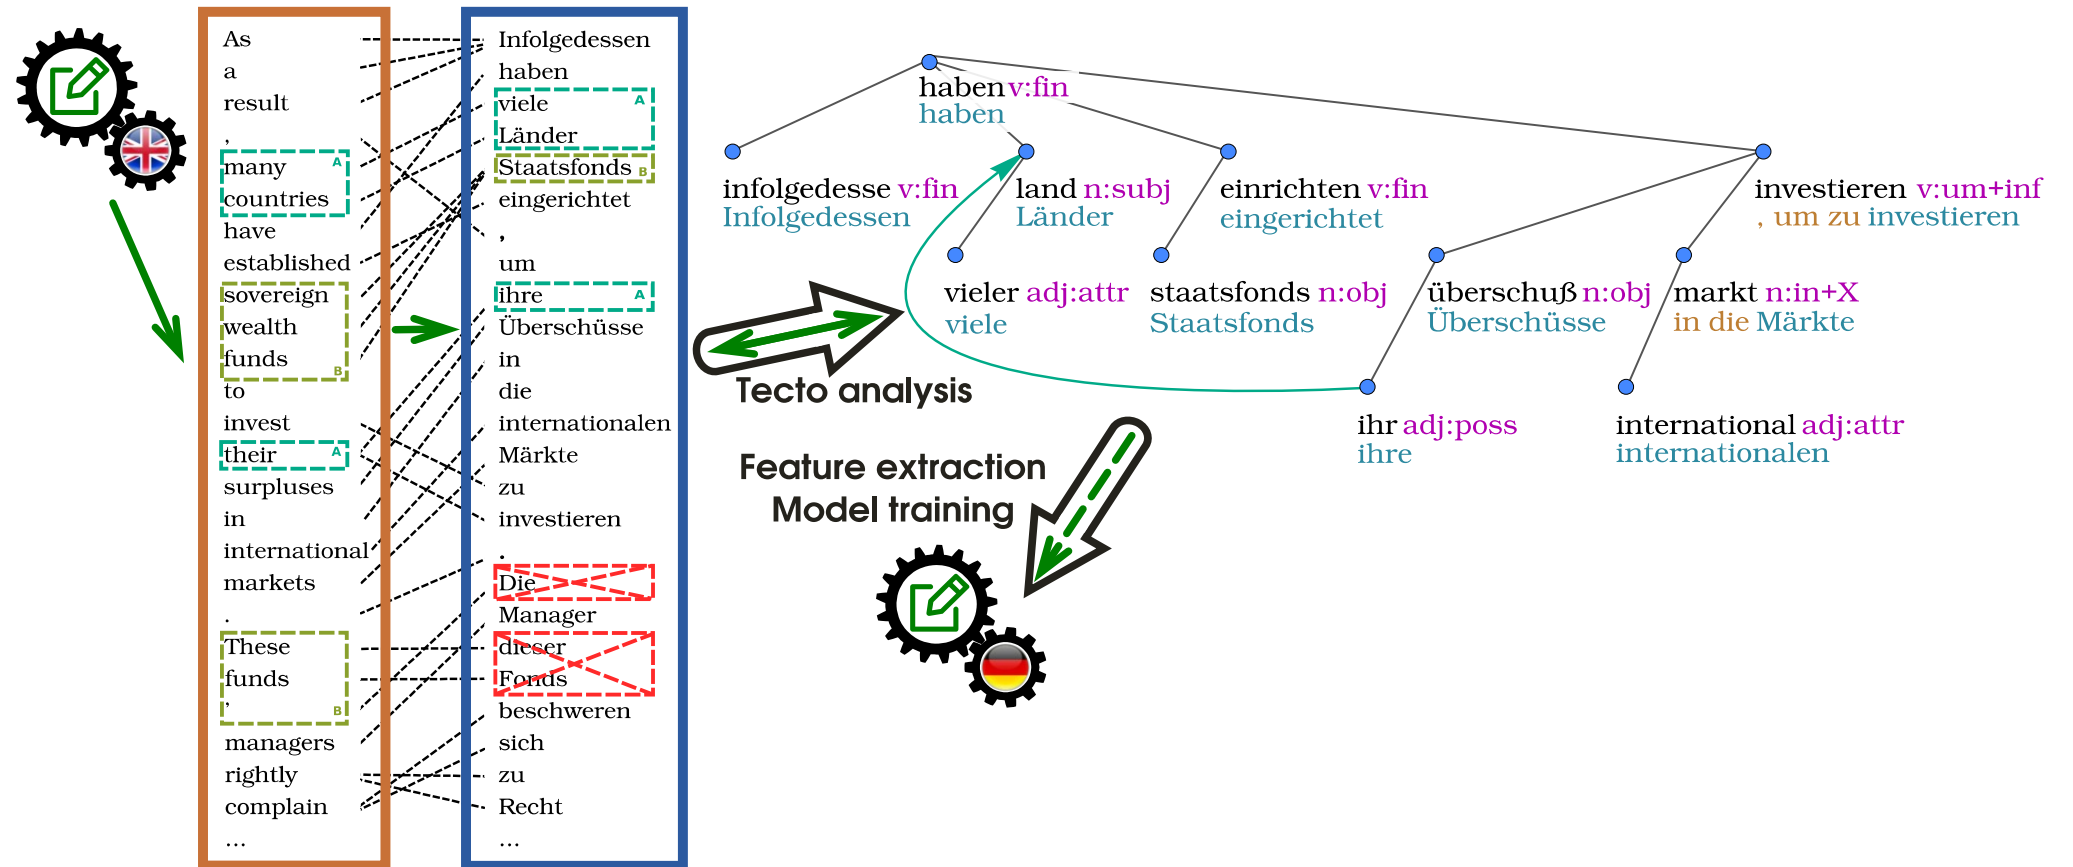 As
a
result
,
many A
countries
have
established
sovereign
wealth
funds B
to
invest
their A
surpluses
in
international
markets
.
These
funds
’ B
managers
rightly
complain
...
Infolgedessen
haben
viele A
Länder
Staatsfonds B
eingerichtet
,
um
ihre A
Überschüsse
in
die
internationalen
Märkte
zu
investieren
.
Die
Manager
dieser
Fonds
beschweren
sich
zu
Recht
...
Tecto analysis
Feature extraction
Model training
haben v:fin
haben
infolgedesse v:fin
Infolgedessen
land n:subj
Länder
einrichten v:fin
eingerichtet
investieren v:um+inf
, um zu investieren
vieler adj:attr
viele
staatsfonds n:obj
Staatsfonds
überschuß n:obj
Überschüsse
markt n:in+X
in die Märkte
ihr adj:poss
ihre
international adj:attr
internationalen